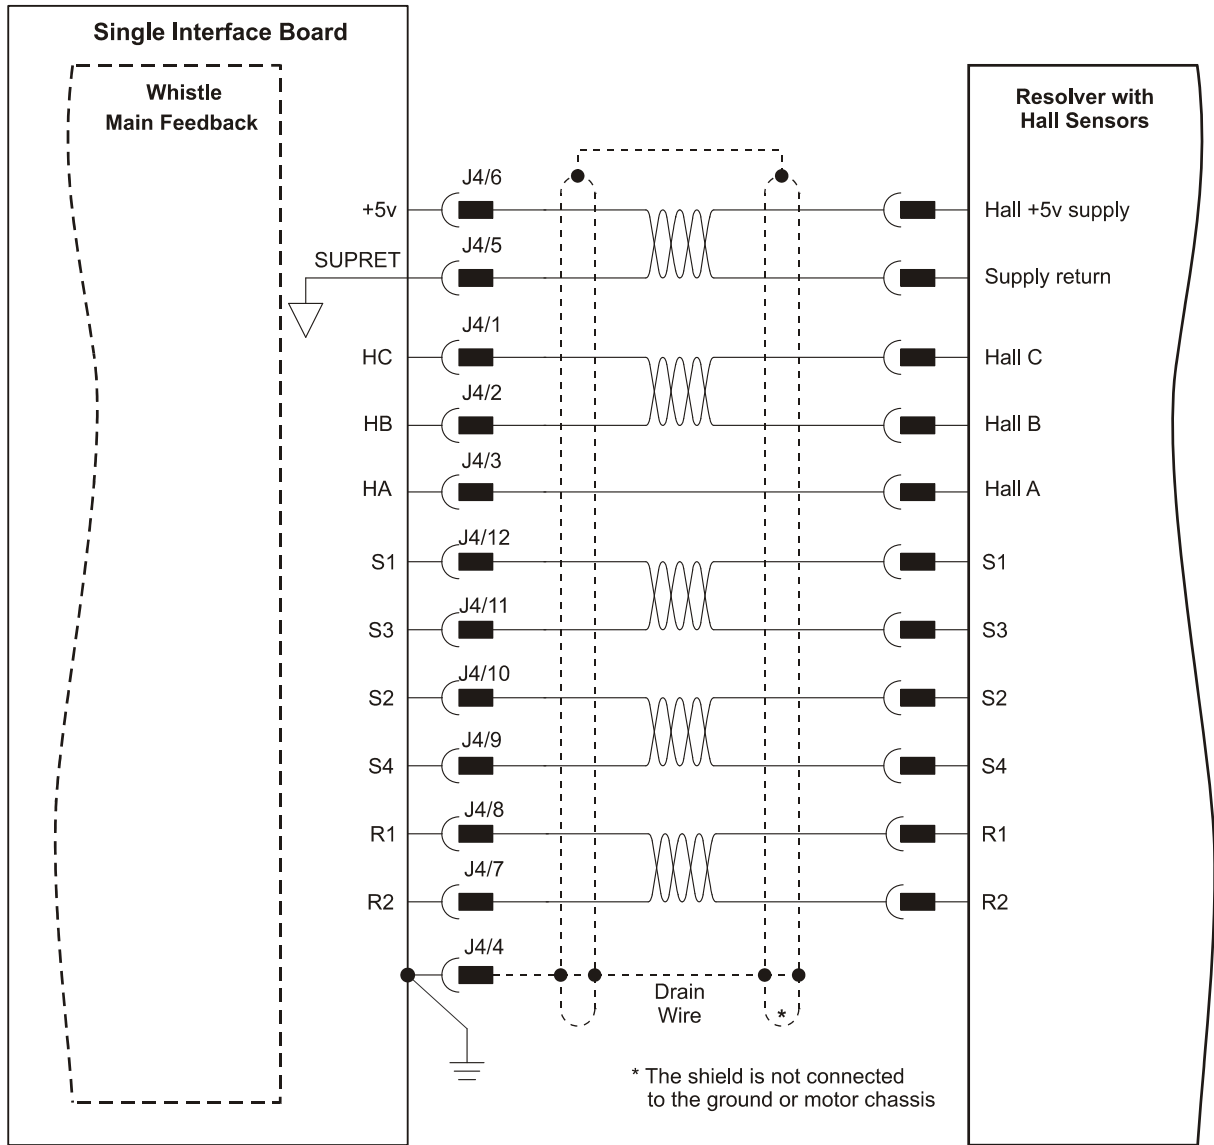 Single Interface Board
Whistle
Main Feedback
Resolver with
Hall Sensors
J4/6
+5v
Hall +5v supply
J4/5
SUPRET
Supply return
J4/1
HC
Hall C
J4/2
HB
Hall B
J4/3
HA
Hall A
J4/12
S1
S1
J4/11
S3
S3
J4/10
S2
S2
J4/9
S4
S4
J4/8
R1
R1
J4/7
R2
R2
J4/4
Drain
Wire
*
* The shield is not connected
to the ground or motor chassis